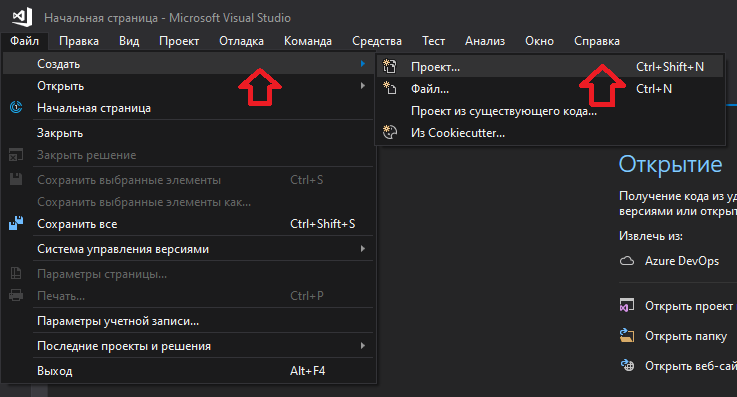 Начальная страница - Microsoft Visual Studio
Файл Правка Вид Проект Отладка Команда Средства Тест Анализ Окно Справка
Создать
Открыть
Начальная страница
Закрыть
Закрыть решение
Сохранить выбранные элементы Ctrl+S
Сохранить выбранные элементы как...
Сохранить все Ctrl+Shift+S
Система управления версиями
Параметры страницы...
Печать... Ctrl+P
Параметры учетной записи...
Последние проекты и решения
Выход Alt+F4
Проект... Ctrl+Shift+N
Файл... Ctrl+N
Проект из существующего кода...
Из Cookiecutter...
Открытие
Получение кода из уд
версиями или открыт
Извлечь из:
Azure DevOps
Открыть проект
Открыть папку
Открыть веб-сай